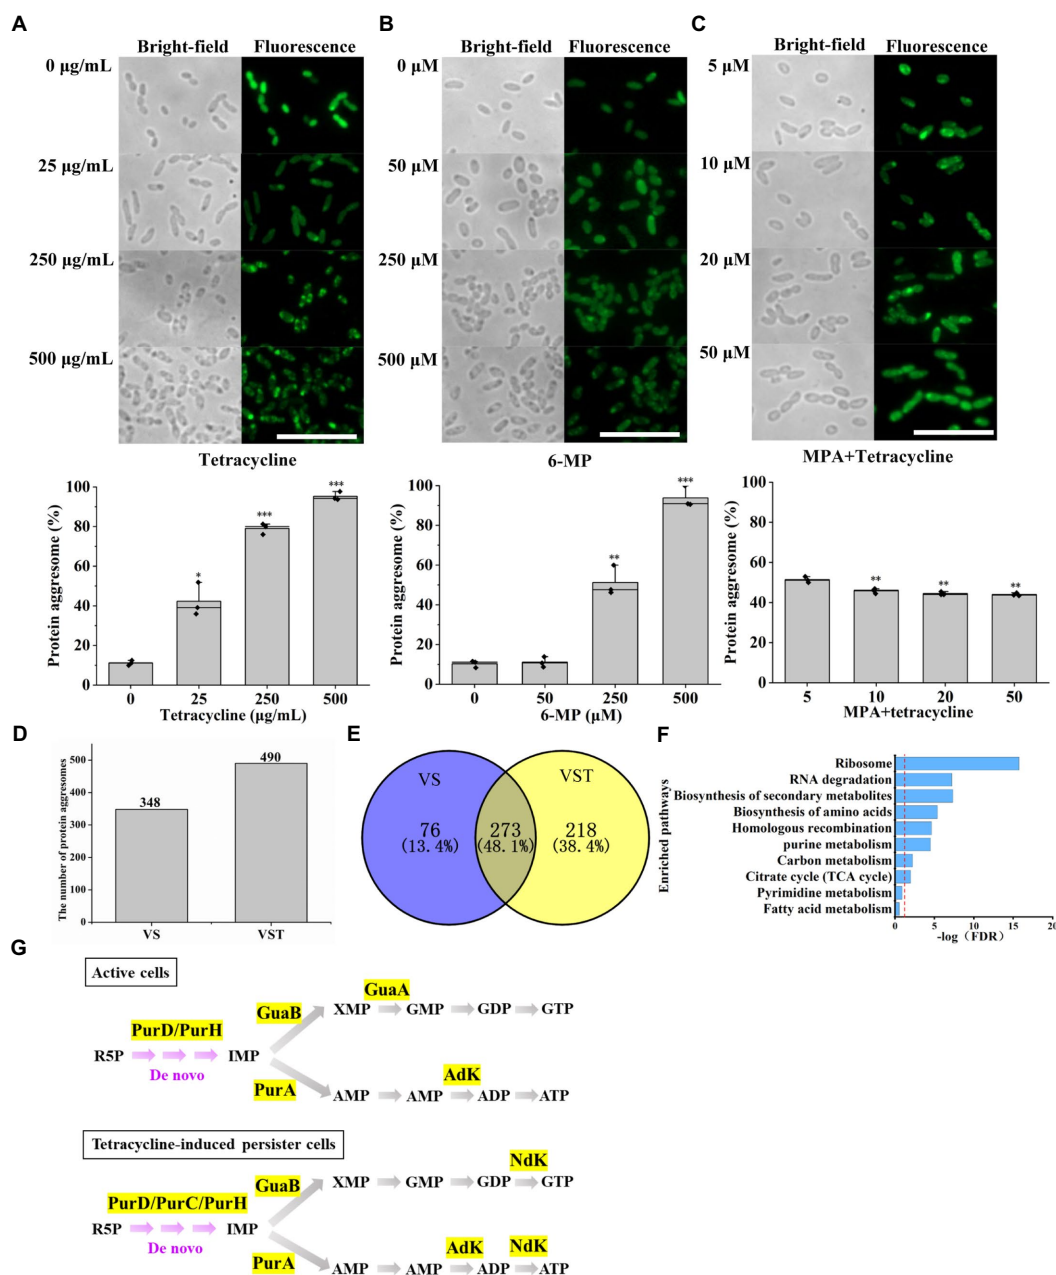 A
Bright-field Fluorescence
0 μg/mL
25 μg/mL
250 μg/mL
500 μg/mL
Tetracycline
Protein aggresome (%)
100
80
60
40
20
0
*
***
***
0 25 250 500
Tetracycline (μg/mL)
B
Bright-field Fluorescence
0 μM
50 μM
250 μM
500 μM
6-MP
Protein aggresome (%)
100
80
60
40
20
0
**
***
0 50 250 500
6-MP (μM)
C
Bright-field Fluorescence
5 μM
10 μM
20 μM
50 μM
MPA+Tetracycline
Protein aggresome (%)
100
80
60
40
20
0
**
**
**
5 10 20 50
MPA+tetracycline
D
The number of protein aggresomes
500
400
300
200
100
0
348
490
VS VST
E
VS VST
76 273 218
(13.4%) (48.1%) (38.4%)
F
Enriched pathways
Ribosome
RNA degradation
Biosynthesis of secondary metabolites
Biosynthesis of amino acids
Homologous recombination
purine metabolism
Carbon metabolism
Citrate cycle (TCA cycle)
Pyrimidine metabolism
Fatty acid metabolism
0 5 10 15 20
-log（FDR）
G
Active cells
GuaA
XMP GMP GDP GTP
GuaB
PurD/PurH
R5P IMP
De novo
PurA
AdK
AMP AMP ADP ATP
Tetracycline-induced persister cells
NdK
XMP GMP GDP GTP
GuaB
PurD/PurC/PurH
R5P IMP
De novo
PurA
AdK NdK
AMP AMP ADP ATP